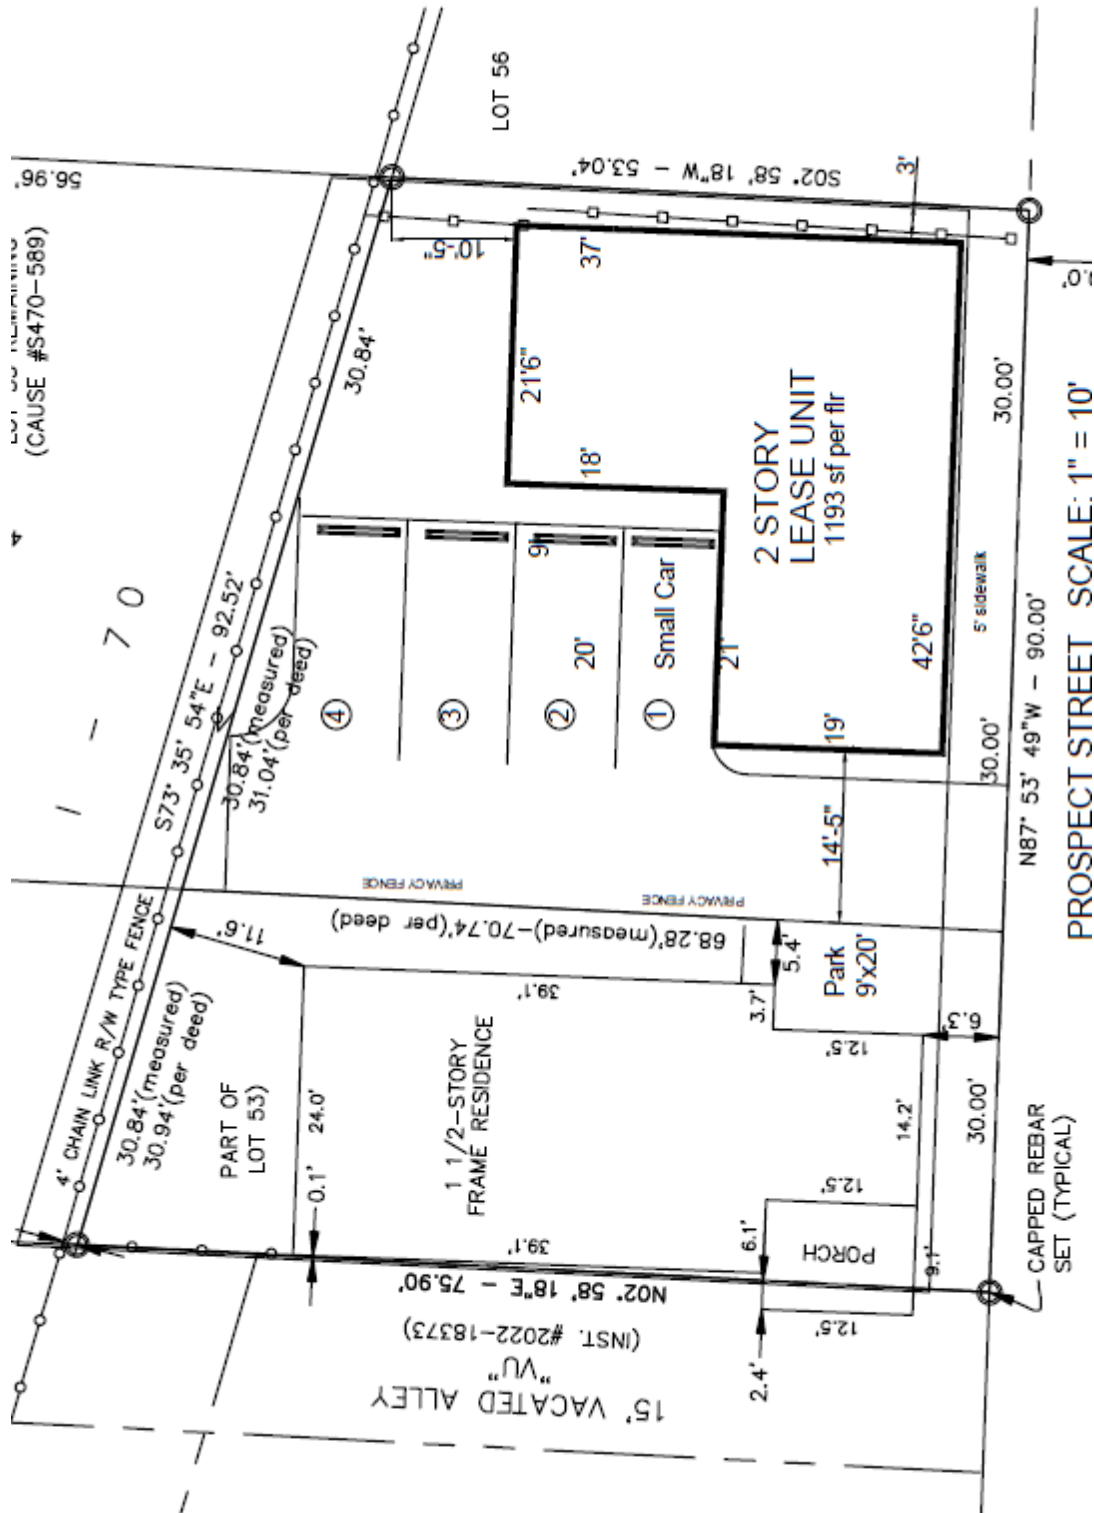 LOT 56
56.96'
(CAUSE #S470-589)
I - 70
S02° 58' 18"W - 53.04'
3'
10'-5"
37'
30.84'
21'6"
18'
S73° 35' 54"E - 92.52'
2 STORY
LEASE UNIT
1193 sf per flr
30.00'
9'
Small Car
20'
21'
42'6"
5' sidewalk
30.84'(measured)
31.04'(per deed)
4
3
2
1
19'
30.00'
N87° 53' 49"W - 90.00'
PROSPECT STREET SCALE: 1" = 10'
14'-5"
PRIVACY FENCE
PRIVACY FENCE
68.28'(measured)-70.74'(per deed)
4' CHAIN LINK R/W TYPE FENCE
11.6'
5.4'
Park
9'x20'
39.1'
3.7'
12.5'
6.3'
30.84'(measured)
30.94'(per deed)
PART OF
LOT 53)
24.0'
1 1/2-STORY
FRAME RESIDENCE
14.2'
30.00'
0.1'
39.1'
6.1'
12.5'
PORCH
9.1'
CAPPED REBAR
SET (TYPICAL)
N02° 58' 18"E - 75.90'
(INST. #2022-18373)
"VU"
15' VACATED ALLEY
12.5'
2.4'